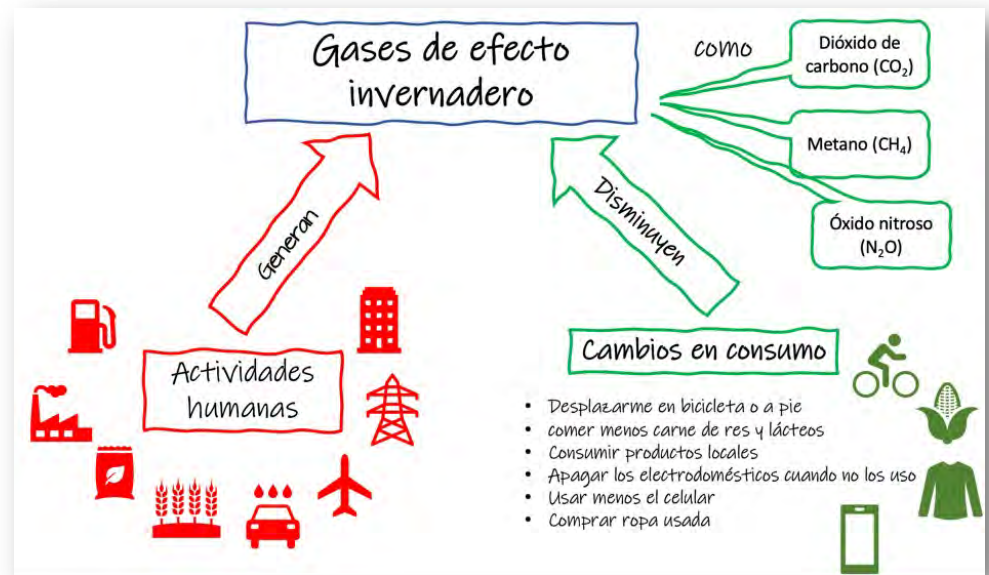 Gases de efecto
invernadero
como
Dióxido de
carbono (CO₂)
Metano (CH₄)
Óxido nitroso
(N₂O)
Generan
Disminuyen
Actividades
humanas
Cambios en consumo
• Desplazarme en bicicleta o a pie
• comer menos carne de res y lácteos
• Consumir productos locales
• Apagar los electrodomésticos cuando no los uso
• Usar menos el celular
• Comprar ropa usada